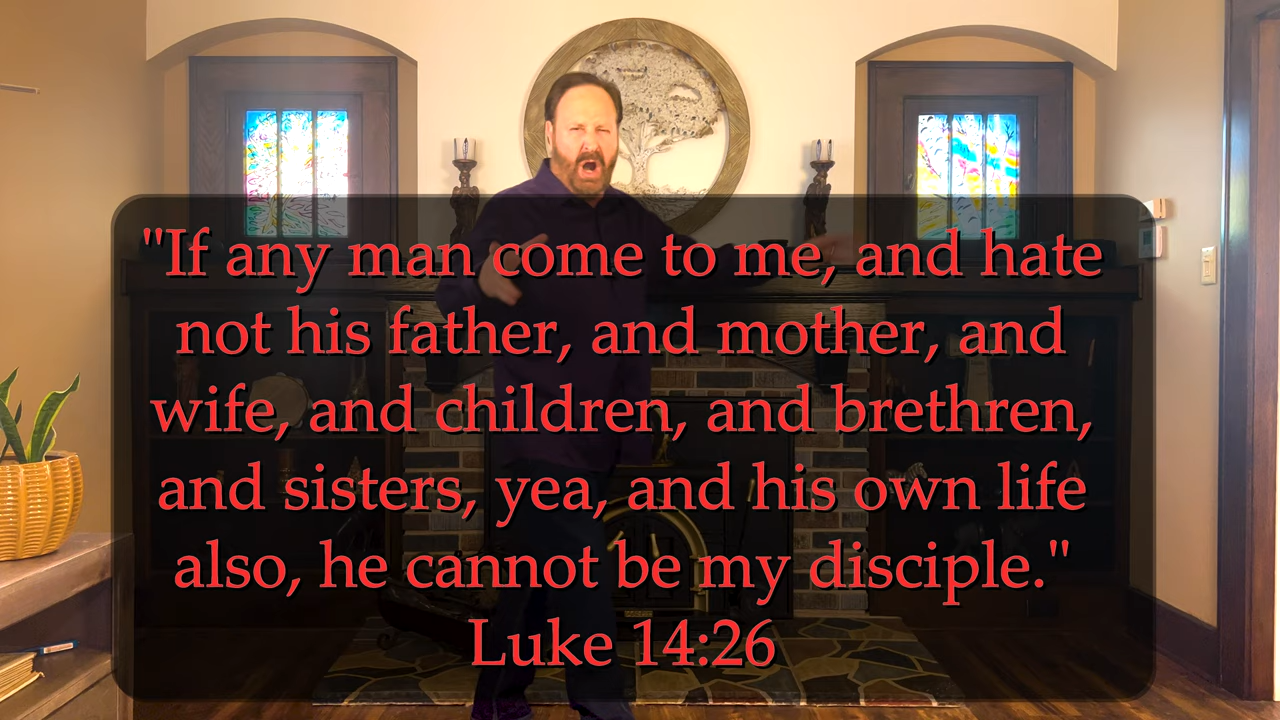 "If any man come to me, and hate
not his father, and mother, and
wife, and children, and brethren,
and sisters, yea, and his own life
also, he cannot be my disciple."
Luke 14:26